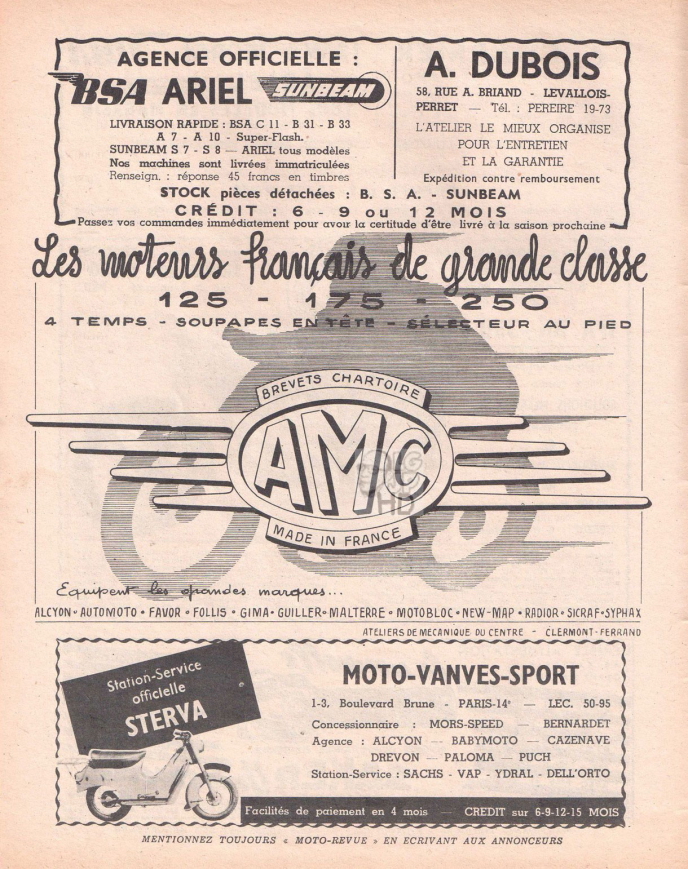 AGENCE OFFICIELLE :
BSA ARIEL SUNBEAM
LIVRAISON RAPIDE : BSA C 11 - B 31 - B 33
A 7 - A 10 - Super-Flash.
SUNBEAM S 7 - S 8 — ARIEL tous modèles
Nos machines sont livrées immatriculées
Renseign. : réponse 45 francs en timbres
A. DUBOIS
58, RUE A. BRIAND - LEVALLOIS-
PERRET — Tél. : PEREIRE 19-73
L'ATELIER LE MIEUX ORGANISE
POUR L'ENTRETIEN
ET LA GARANTIE
Expédition contre remboursement
STOCK pièces détachées : B. S. A. - SUNBEAM
CRÉDIT : 6 - 9 ou 12 MOIS
Passez vos commandes immédiatement pour avoir la certitude d'être livré à la saison prochaine
Les moteurs français de grande classe
125 - 175 - 250
4 TEMPS - SOUPAPES EN TÊTE - SÉLECTEUR AU PIED
BREVETS CHARTOIRE
AMC
MADE IN FRANCE
Equipent les grandes marques...
ALCYON • AUTOMOTO • FAVOR • FOLLIS • GIMA • GUILLER • MALTERRE • MOTOBLOC • NEW-MAP • RADIOR • SICRAF • SYPHAX
ATELIERS DE MECANIQUE DU CENTRE - CLERMONT-FERRAND
Station-Service
officielle
STERVA
MOTO-VANVES-SPORT
1-3, Boulevard Brune - PARIS-14e — LEC. 50-95
Concessionnaire : MORS-SPEED — BERNARDET
Agence : ALCYON — BABYMOTO — CAZENAVE
DREVON — PALOMA — PUCH
Station-Service : SACHS - VAP - YDRAL - DELL'ORTO
Facilités de paiement en 4 mois — CREDIT sur 6-9-12-15 MOIS
MENTIONNEZ TOUJOURS « MOTO-REVUE » EN ECRIVANT AUX ANNONCEURS